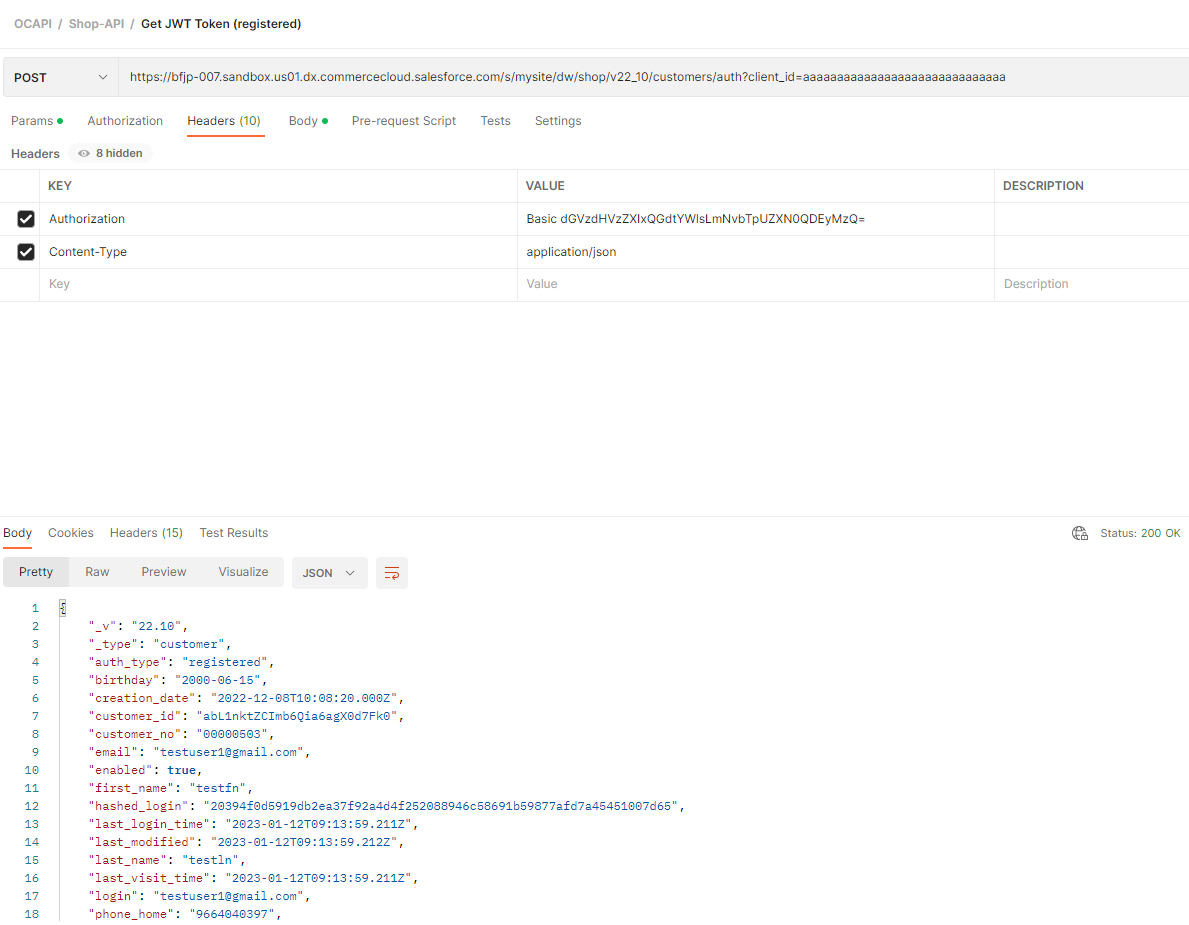 OCAPI / Shop-API / Get JWT Token (registered)
POST https://bfjp-007.sandbox.us01.dx.commercecloud.salesforce.com/s/mysite/dw/shop/v22_10/customers/auth?client_id=aaaaaaaaaaaaaaaaaaaaaaaaaaaaaa
Params Authorization Headers (10) Body Pre-request Script Tests Settings
Headers 8 hidden
KEY VALUE DESCRIPTION
Authorization Basic dGVzdHVzZXIxQGdtYWlsLmNvbTpUZXN0QDEyMzQ=
Content-Type application/json
Key Value Description
Body Cookies Headers (15) Test Results Status: 200 OK
Pretty Raw Preview Visualize JSON
1 {
2 "_v": "22.10",
3 "_type": "customer",
4 "auth_type": "registered",
5 "birthday": "2000-06-15",
6 "creation_date": "2022-12-08T10:08:20.000Z",
7 "customer_id": "abL1nktZCImb6Qia6agX0d7Fk0",
8 "customer_no": "00000503",
9 "email": "testuser1@gmail.com",
10 "enabled": true,
11 "first_name": "testfn",
12 "hashed_login": "20394f0d5919db2ea37f92a4d4f252088946c58691b59877afd7a45451007d65",
13 "last_login_time": "2023-01-12T09:13:59.211Z",
14 "last_modified": "2023-01-12T09:13:59.212Z",
15 "last_name": "testln",
16 "last_visit_time": "2023-01-12T09:13:59.211Z",
17 "login": "testuser1@gmail.com",
18 "phone_home": "9664040397",